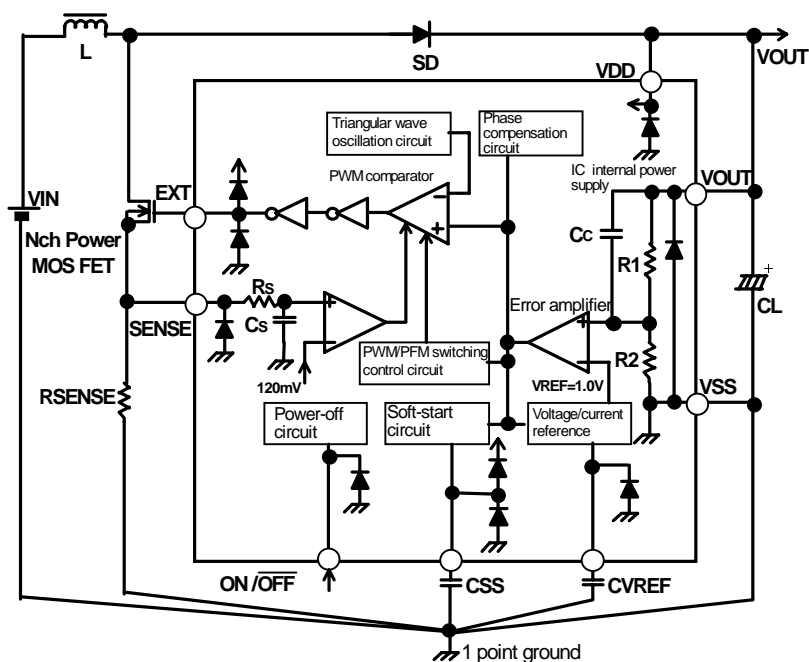 L
SD
VOUT
VDD
Triangular wave
oscillation circuit
Phase
compensation
circuit
IC internal power
supply
VOUT
PWM comparator
EXT
VIN
Nch Power
MOS FET
−
+
CC
R1
+
CL
RS
CS
SENSE
+
−
120mV
Error amplifier
+
−
R2
PWM/PFM switching
control circuit
VREF=1.0V
VSS
RSENSE
Power-off
circuit
Soft-start
circuit
Voltage/current
reference
ON /OFF
CSS
CVREF
1 point ground